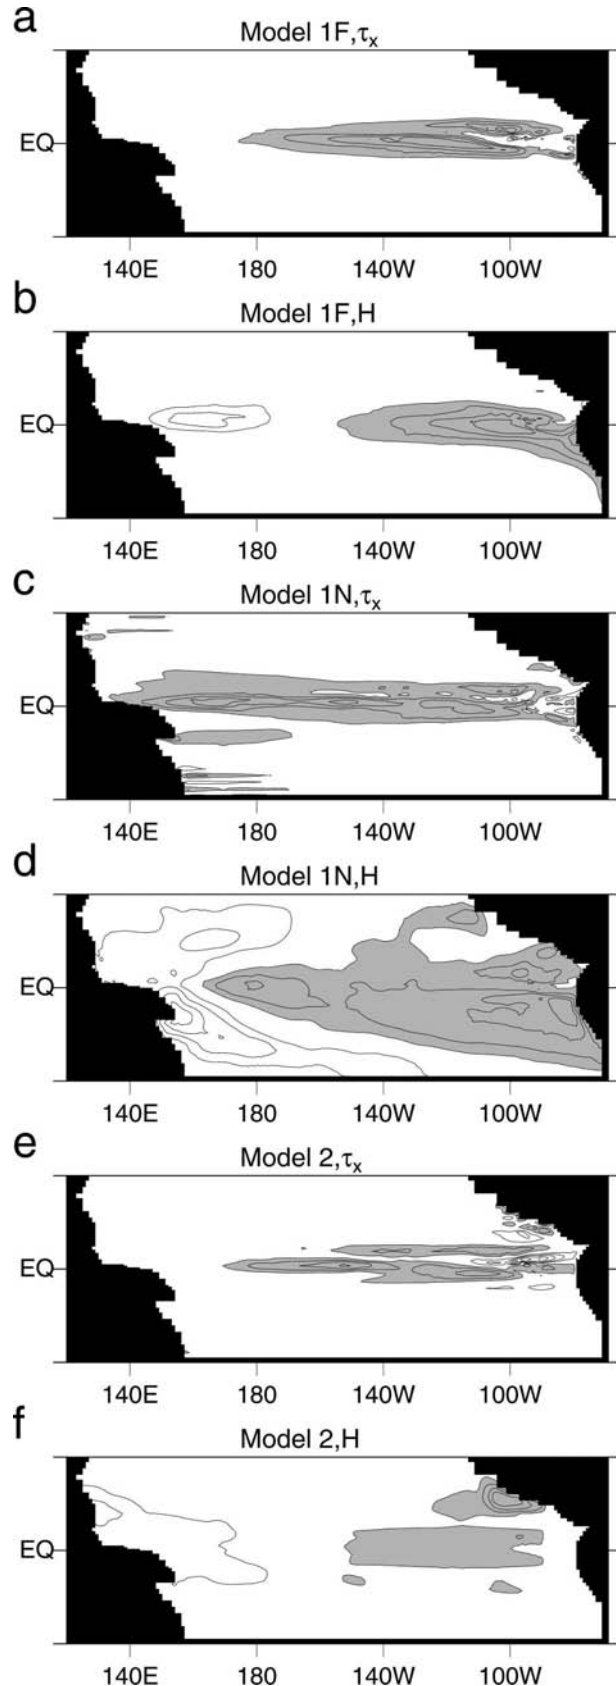 a
Model 1F,τx
EQ
140E 180 140W 100W
b
Model 1F,H
EQ
140E 180 140W 100W
c
Model 1N,τx
EQ
140E 180 140W 100W
d
Model 1N,H
EQ
140E 180 140W 100W
e
Model 2,τx
EQ
140E 180 140W 100W
f
Model 2,H
EQ
140E 180 140W 100W